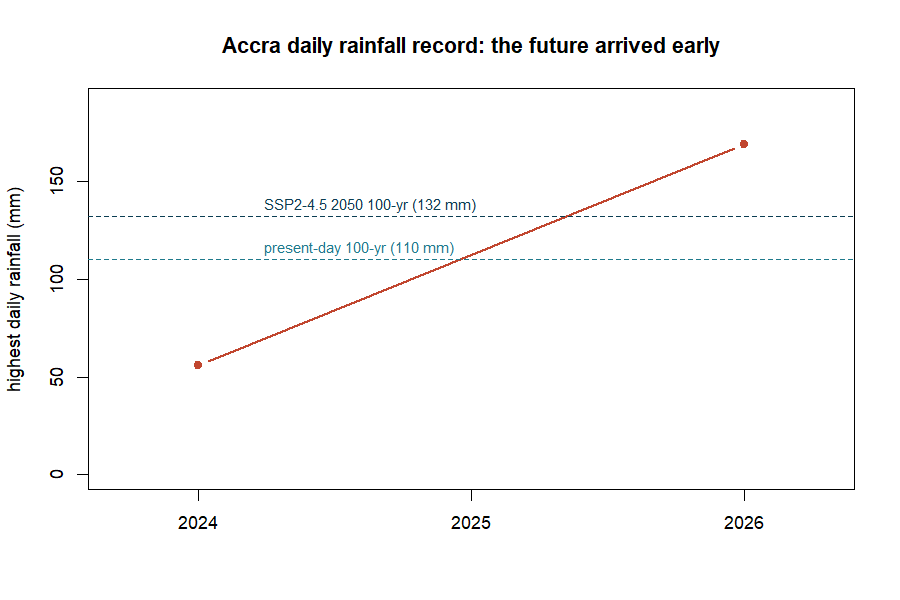 Accra daily rainfall record: the future arrived early
highest daily rainfall (mm)
150
100
50
0
SSP2-4.5 2050 100-yr (132 mm)
present-day 100-yr (110 mm)
2024
2025
2026